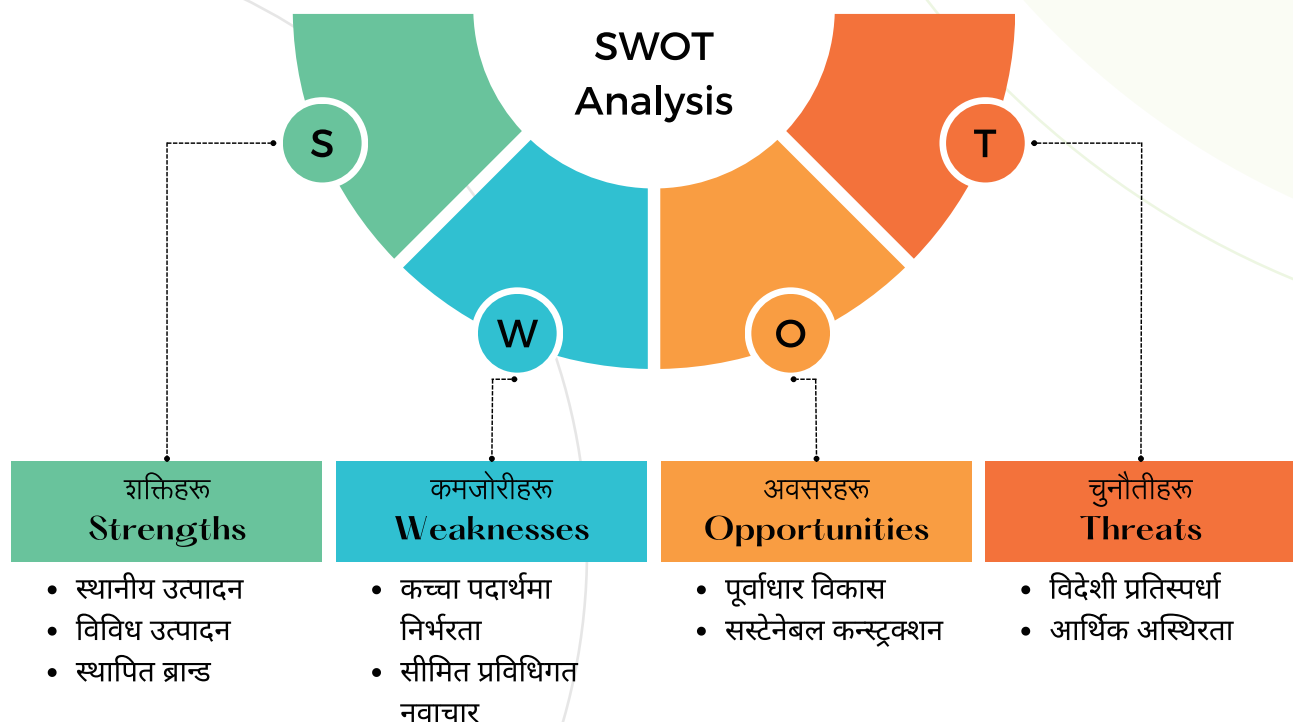 SWOT
Analysis
S
T
W
O
शक्तिहरू
Strengths
स्थानीय उत्पादन
विविध उत्पादन
स्थापित ब्रान्ड
कमजोरीहरू
Weaknesses
कच्चा पदार्थमा
निर्भरता
सीमित प्रविधिगत
नवाचार
अवसरहरू
Opportunities
पूर्वाधार विकास
सस्टेनेबल कन्स्ट्रक्शन
चुनौतीहरू
Threats
विदेशी प्रतिस्पर्धा
आर्थिक अस्थिरता